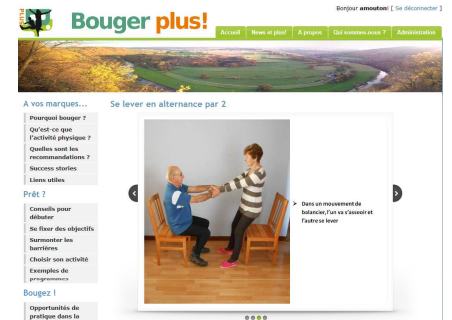 Bonjour amouton! [ Se déconnecter ]
PLUS
Bouger plus!
Accueil
News et plus!
A propos
Qui sommes-nous ?
Administration
A vos marques...
Pourquoi bouger ?
Qu'est-ce que
l'activité physique ?
Quelles sont les
recommandations ?
Success stories
Liens utiles
Prêt ?
Conseils pour
débuter
Se fixer des objectifs
Surmonter les
barrières
Choisir son activité
Exemples de
programmes
Bougez !
Opportunités de
pratique dans la
Se lever en alternance par 2
Dans un mouvement de
balancier, l'un va s'asseoir et
l'autre se lever